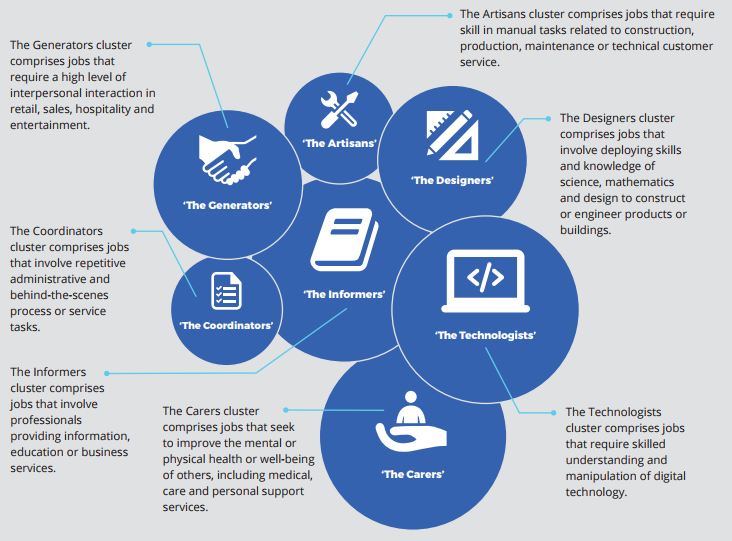 The Artisans cluster comprises jobs that require
skill in manual tasks related to construction,
production, maintenance or technical customer
service.
The Generators cluster
comprises jobs that
require a high level of
interpersonal interaction in
retail, sales, hospitality and
entertainment.
The Designers cluster
comprises jobs that
involve deploying skills
and knowledge of
science, mathematics
and design to construct
or engineer products or
buildings.
‘The Artisans’
‘The Designers’
‘The Generators’
The Coordinators
cluster comprises jobs
that involve repetitive
administrative and
behind-the-scenes
process or service
tasks.
</>
‘The Informers’
‘The Coordinators’
‘The Technologists’
The Informers
cluster comprises
jobs that involve
professionals
providing information,
education or business
services.
The Carers cluster
comprises jobs that seek
to improve the mental or
physical health or well-being
of others, including medical,
care and personal support
services.
‘The Carers’
The Technologists
cluster comprises jobs
that require skilled
understanding and
manipulation of digital
technology.